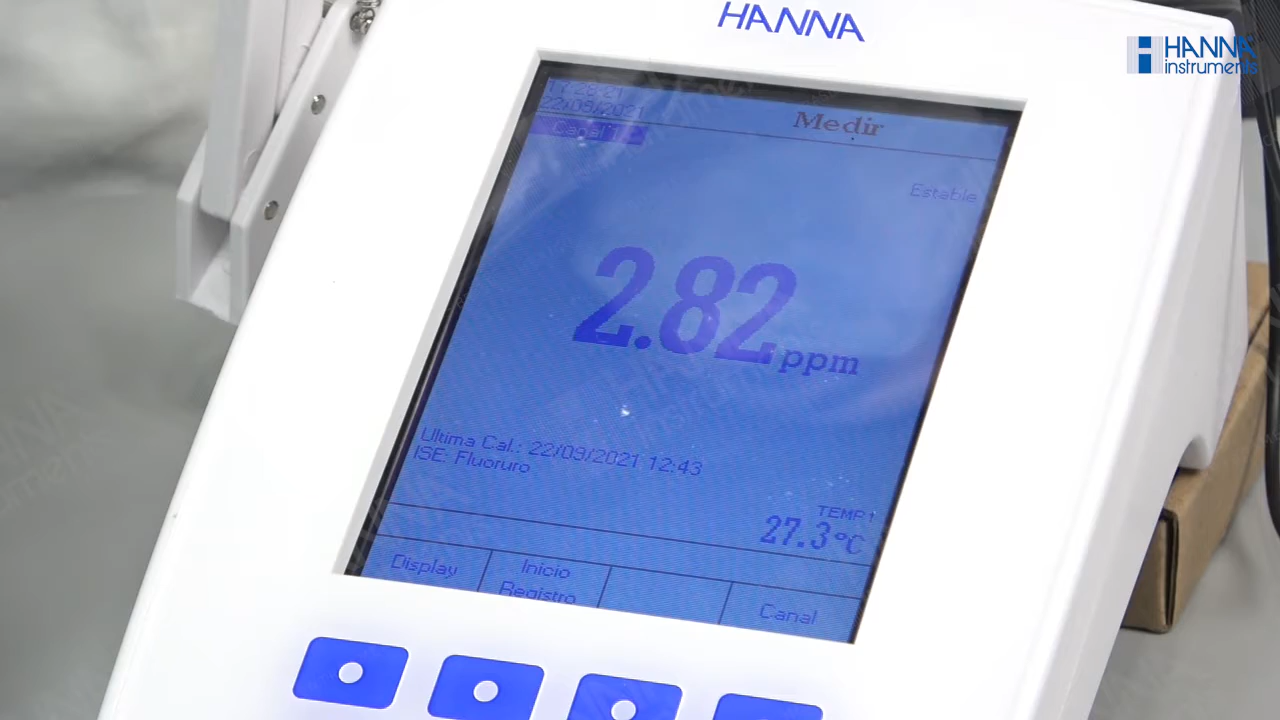 HANNA
HANNA
instruments
22/09/2021
Medir
Estable
2.82 ppm
Ultima Cal.: 22/09/2021 12:43
ISE: Fluoruro
TEMP↑
27.3°C
Display
Inicio
Registro
Canal